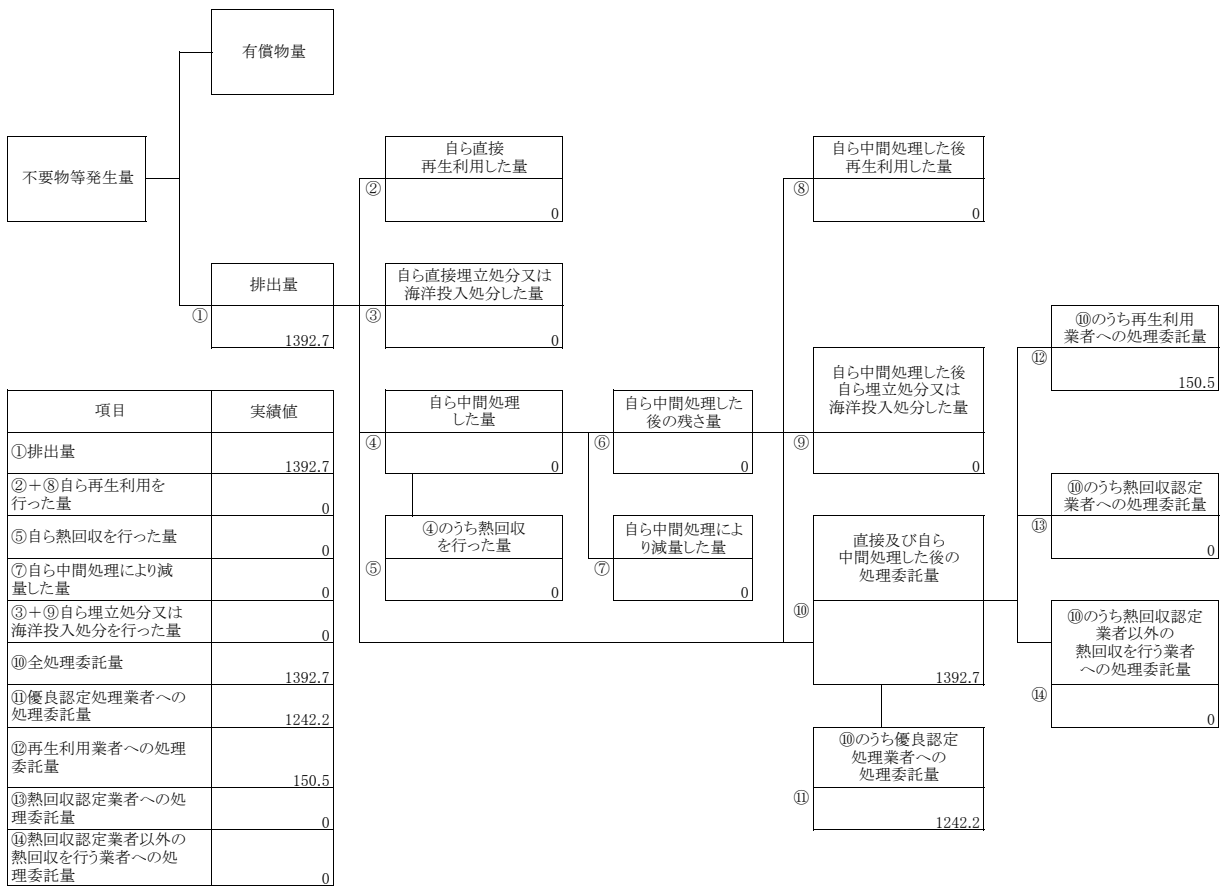 有償物量
不要物等発生量
排出量
①
1392.7
自ら直接
再生利用した量
②
0
自ら直接埋立処分又は
海洋投入処分した量
③
0
自ら中間処理
した量
④
0
④のうち熱回収
を行った量
⑤
0
自ら中間処理した
後の残さ量
⑥
0
自ら中間処理によ
り減量した量
⑦
0
自ら中間処理した後
再生利用した量
⑧
0
自ら中間処理した後
自ら埋立処分又は
海洋投入処分した量
⑨
0
直接及び自ら
中間処理した後の
処理委託量
⑩
1392.7
⑩のうち優良認定
処理業者への
処理委託量
⑪
1242.2
⑩のうち再生利用
業者への処理委託量
⑫
150.5
⑩のうち熱回収認定
業者への処理委託量
⑬
0
⑩のうち熱回収認定
業者以外の
熱回収を行う業者
への処理委託量
⑭
0
項目 実績値
①排出量
1392.7
②+⑧自ら再生利用を
行った量
0
⑤自ら熱回収を行った量
0
⑦自ら中間処理により減
量した量
0
③+⑨自ら埋立処分又は
海洋投入処分を行った量
0
⑩全処理委託量
1392.7
⑪優良認定処理業者への
処理委託量
1242.2
⑫再生利用業者への処理
委託量
150.5
⑬熱回収認定業者への処
理委託量
0
⑭熱回収認定業者以外の
熱回収を行う業者への処
理委託量
0